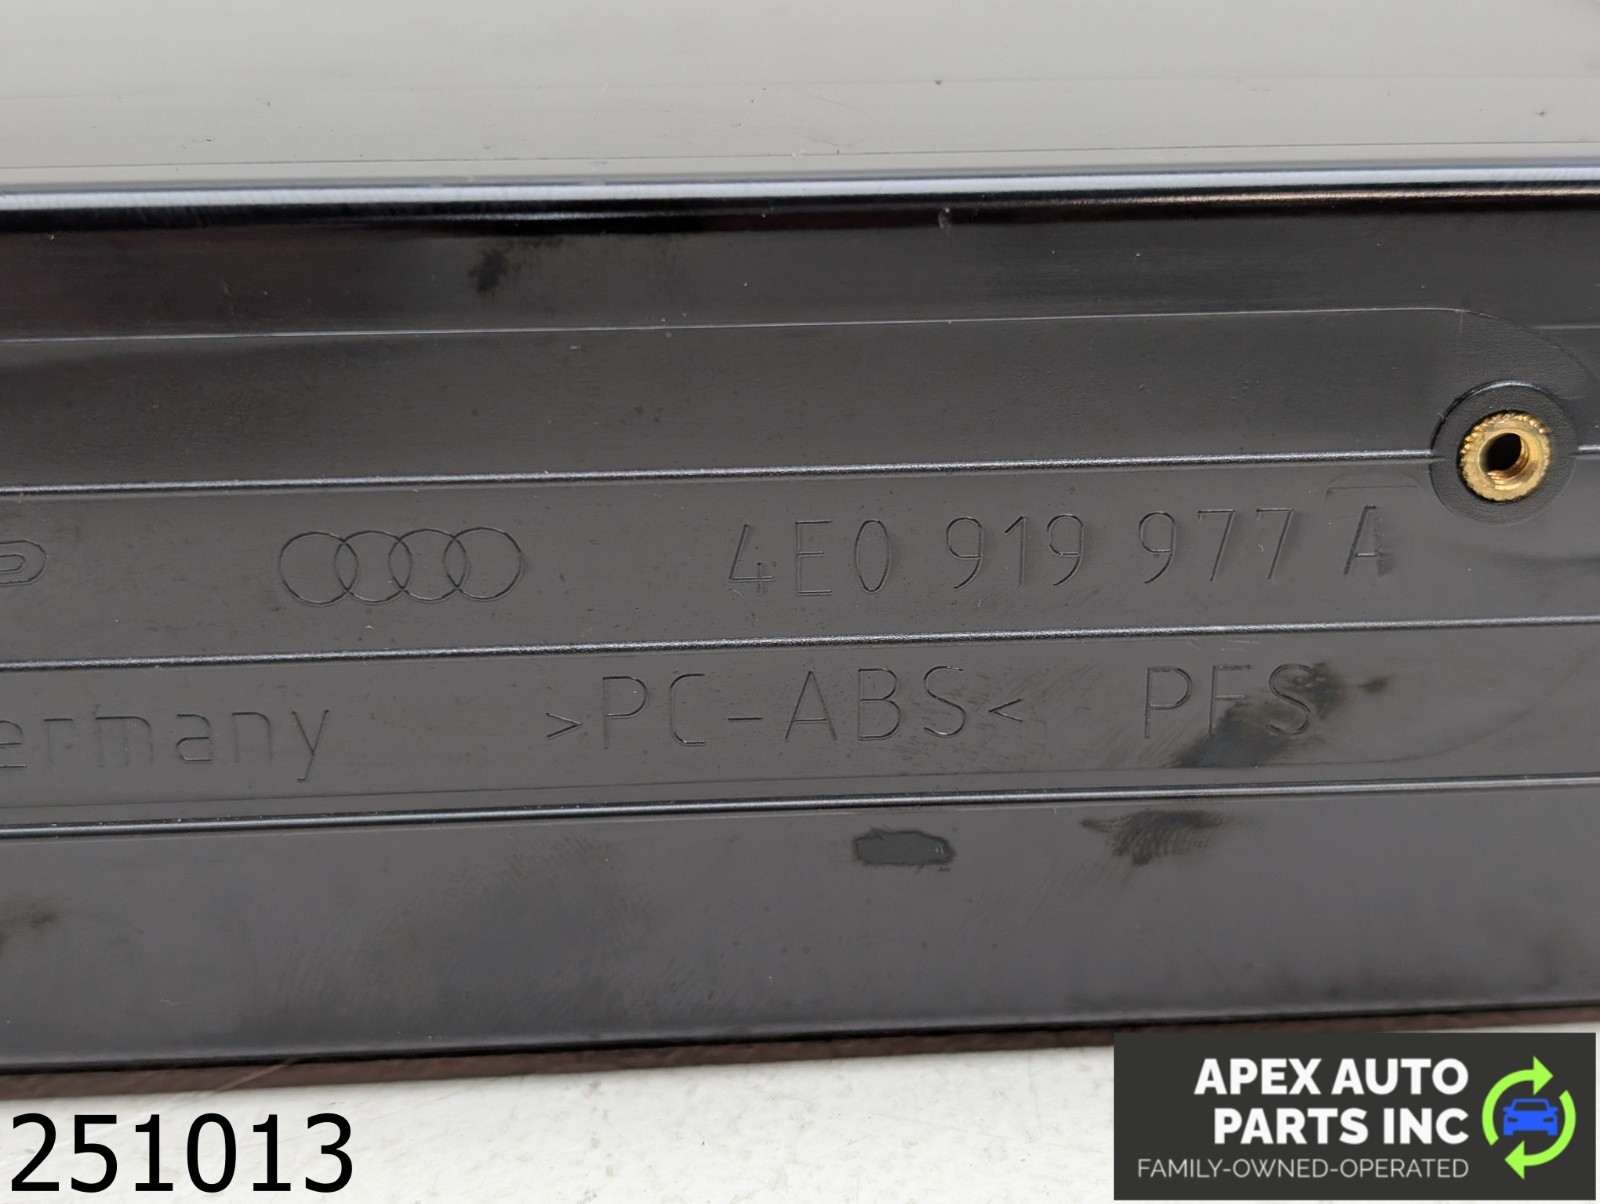 4E0 919 977 A
ermany >PC-ABS< PFS
251013
APEX AUTO
PARTS INC
FAMILY-OWNED-OPERATED